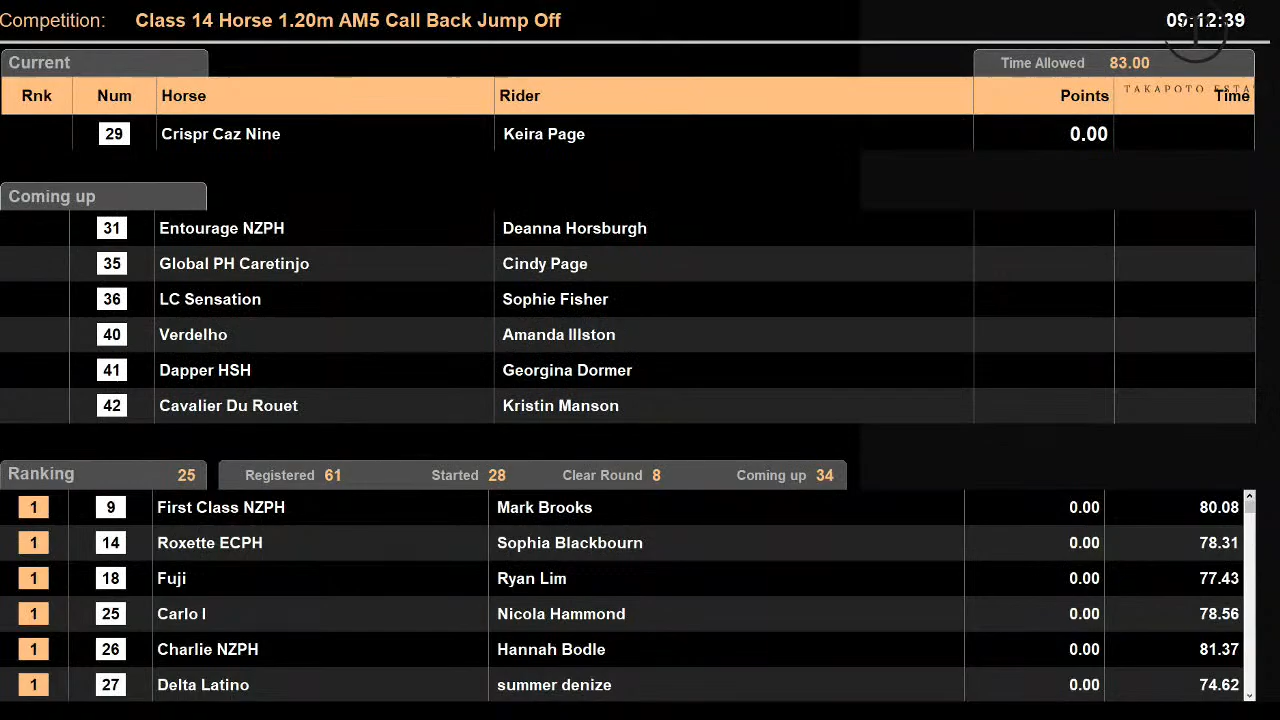 Competition: Class 14 Horse 1.20m AM5 Call Back Jump Off 09:12:39
Current Time Allowed 83.00
Rnk Num Horse Rider Points Time
TAKAPOTO
29 Crispr Caz Nine Keira Page 0.00
Coming up
31 Entourage NZPH Deanna Horsburgh
35 Global PH Caretinjo Cindy Page
36 LC Sensation Sophie Fisher
40 Verdelho Amanda Illston
41 Dapper HSH Georgina Dormer
42 Cavalier Du Rouet Kristin Manson
Ranking 25 Registered 61 Started 28 Clear Round 8 Coming up 34
1 9 First Class NZPH Mark Brooks 0.00 80.08
1 14 Roxette ECPH Sophia Blackbourn 0.00 78.31
1 18 Fuji Ryan Lim 0.00 77.43
1 25 Carlo I Nicola Hammond 0.00 78.56
1 26 Charlie NZPH Hannah Bodle 0.00 81.37
1 27 Delta Latino summer denize 0.00 74.62